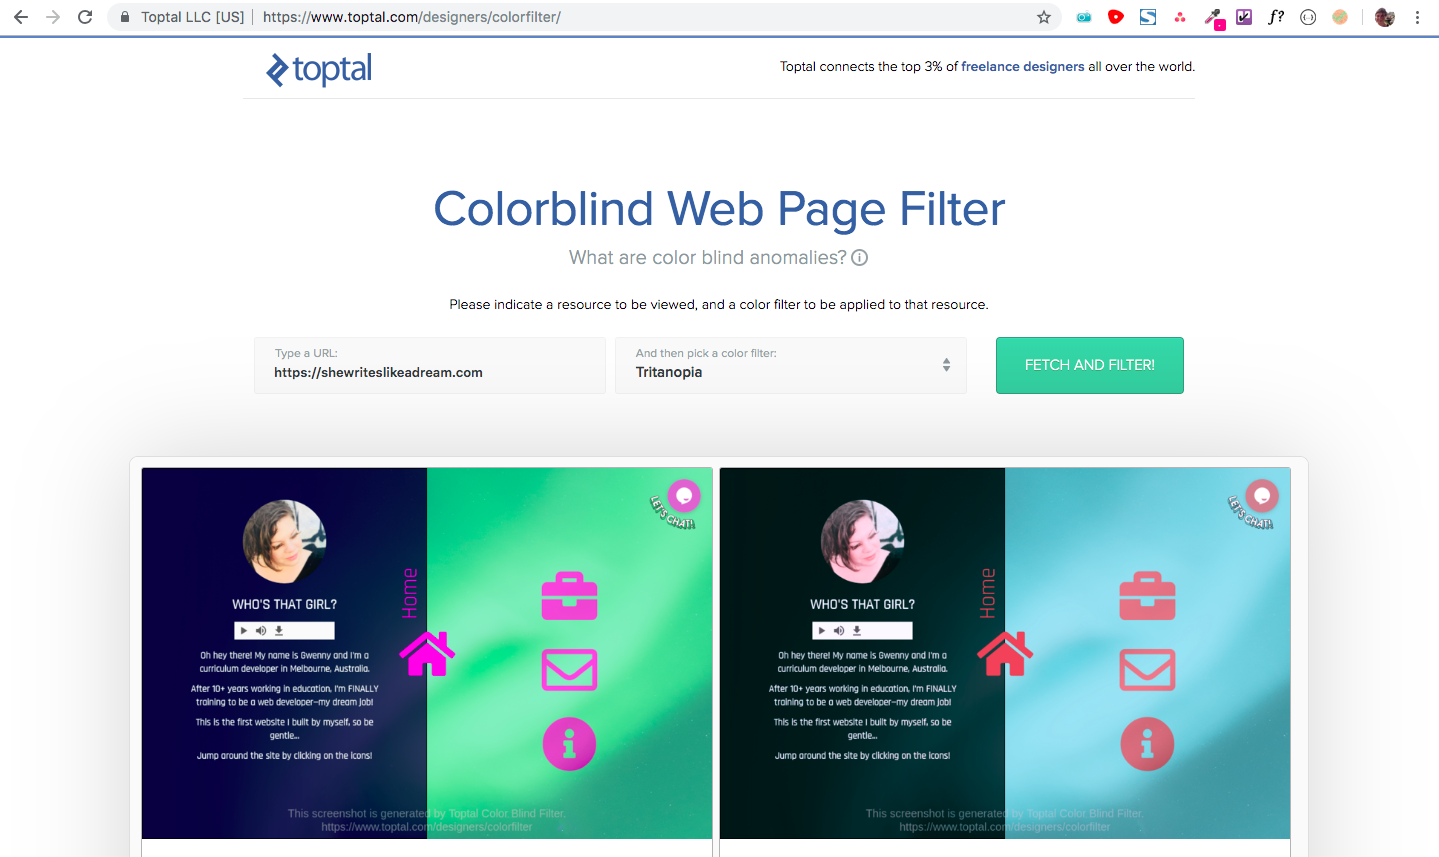 Toptal LLC [US] | https://www.toptal.com/designers/colorfilter/
f?
toptal
Toptal connects the top 3% of freelance designers all over the world.
Colorblind Web Page Filter
What are color blind anomalies?
Please indicate a resource to be viewed, and a color filter to be applied to that resource.
Type a URL:
https://shewriteslikeadream.com
And then pick a color filter:
Tritanopia
FETCH AND FILTER!
LET'S CHAT!
Home
WHO'S THAT GIRL?
Oh hey there! My name is Gwenny and I'm a
curriculum developer in Melbourne, Australia.
After 10+ years working in education, I'm FINALLY
training to be a web developer—my dream job!
This is the first website I built by myself, so be
gentle...
Jump around the site by clicking on the icons!
This screenshot is generated by Toptal Color Blind Filter.
https://www.toptal.com/designers/colorfilter
LET'S CHAT!
Home
WHO'S THAT GIRL?
Oh hey there! My name is Gwenny and I'm a
curriculum developer in Melbourne, Australia.
After 10+ years working in education, I'm FINALLY
training to be a web developer—my dream job!
This is the first website I built by myself, so be
gentle...
Jump around the site by clicking on the icons!
This screenshot is generated by Toptal Color Blind Filter.
https://www.toptal.com/designers/colorfilter